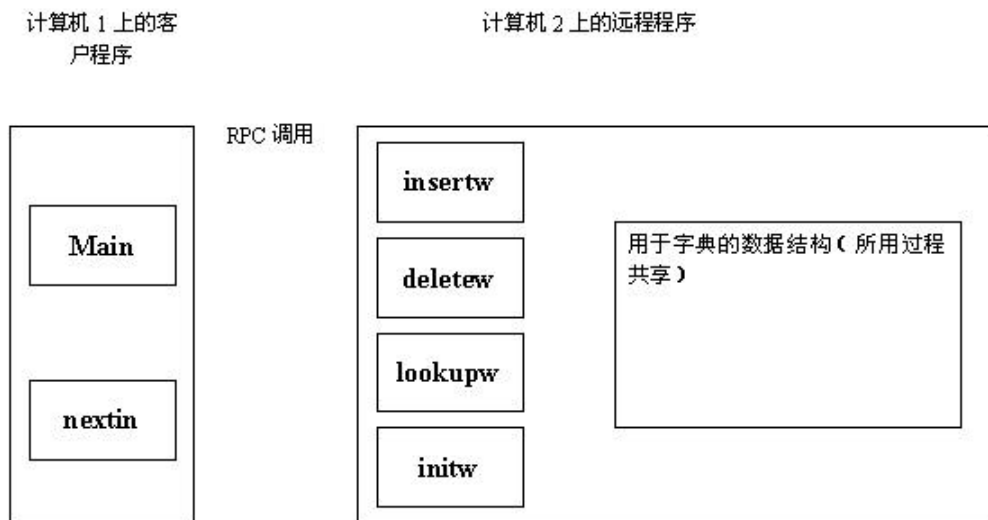 计算机 1 上的客
户程序
计算机 2 上的远程程序
RPC 调用
Main
nextin
insertw
deletew
lookupw
initw
用于字典的数据结构（所用过程
共享）